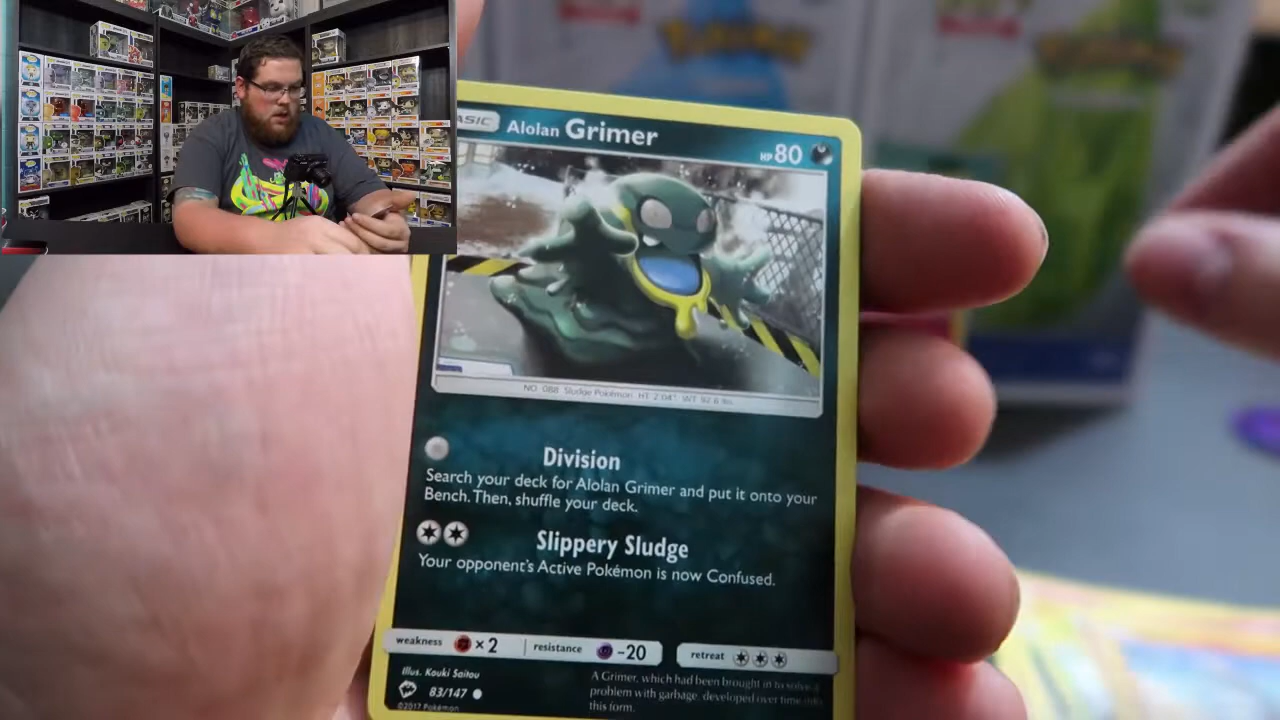 ASIC
Alolan Grimer
HP 80
NO. 088 Sludge Pokémon HT 2'04" WT 92.6 lbs.
Division
Search your deck for Alolan Grimer and put it onto your
Bench. Then, shuffle your deck.
Slippery Sludge
Your opponent's Active Pokémon is now Confused.
weakness ×2 resistance -20 retreat
Illus. Kouki Saitou
83/147
©2017 Pokémon
A Grimer, which had been brought in to solve a
problem with garbage, developed over time into
this form.